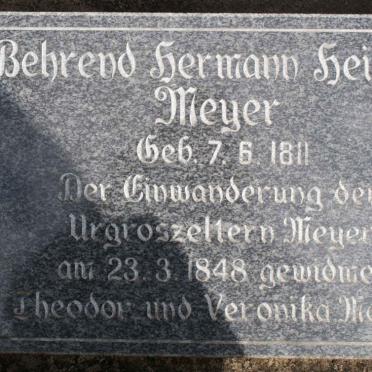 Behrend Hermann Hei
Meyer
Geb. 7. 6. 1811
Der Einwanderung der
Urgroszeltern Meyer
am 23. 3. 1848 gewidme
Theodor und Veronika M